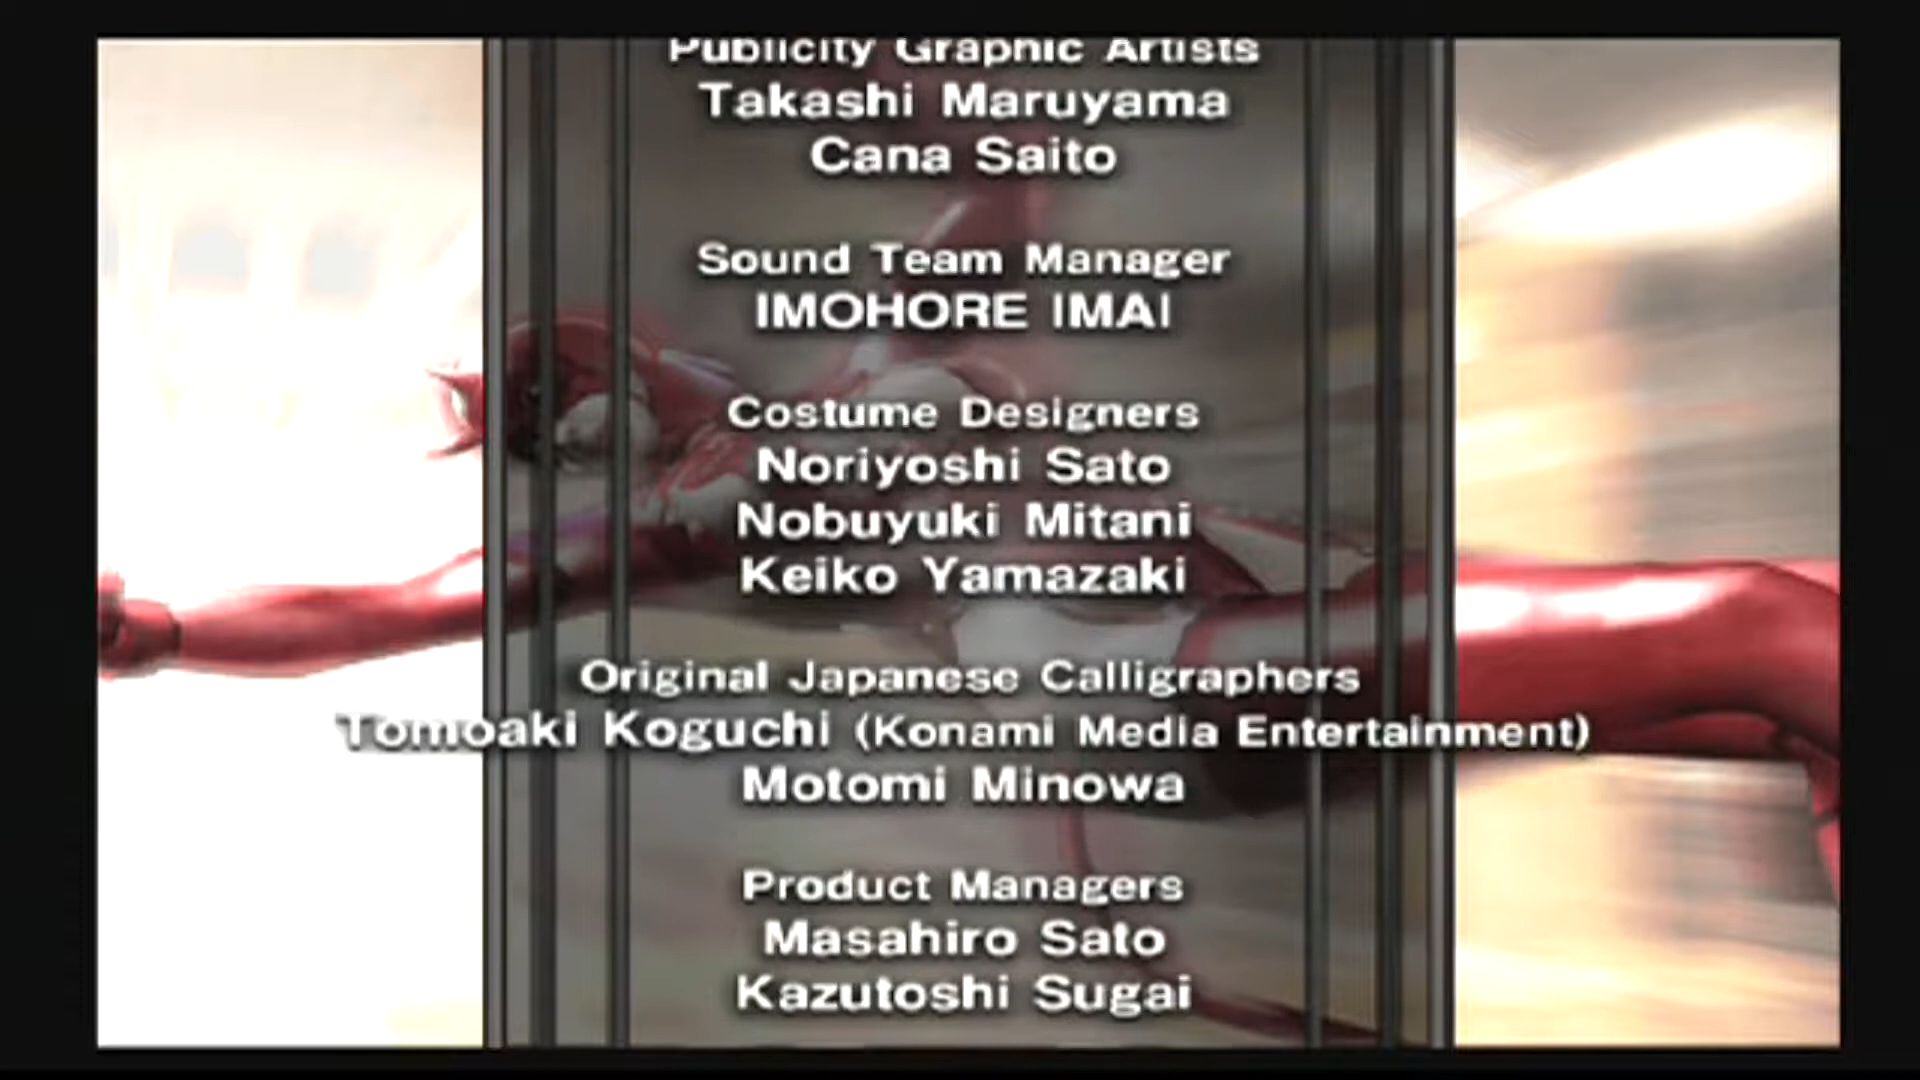 Publicity Graphic Artists
Takashi Maruyama
Cana Saito
Sound Team Manager
IMOHORE IMAI
Costume Designers
Noriyoshi Sato
Nobuyuki Mitani
Keiko Yamazaki
Original Japanese Calligraphers
Tomoaki Koguchi (Konami Media Entertainment)
Motomi Minowa
Product Managers
Masahiro Sato
Kazutoshi Sugai